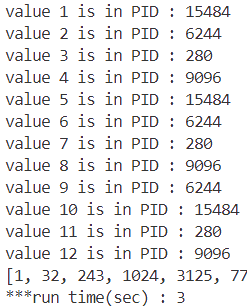 value 1 is in PID : 15484
value 2 is in PID : 6244
value 3 is in PID : 280
value 4 is in PID : 9096
value 5 is in PID : 15484
value 6 is in PID : 6244
value 7 is in PID : 280
value 8 is in PID : 9096
value 9 is in PID : 6244
value 10 is in PID : 15484
value 11 is in PID : 280
value 12 is in PID : 9096
[1, 32, 243, 1024, 3125, 77
***run time(sec) : 3